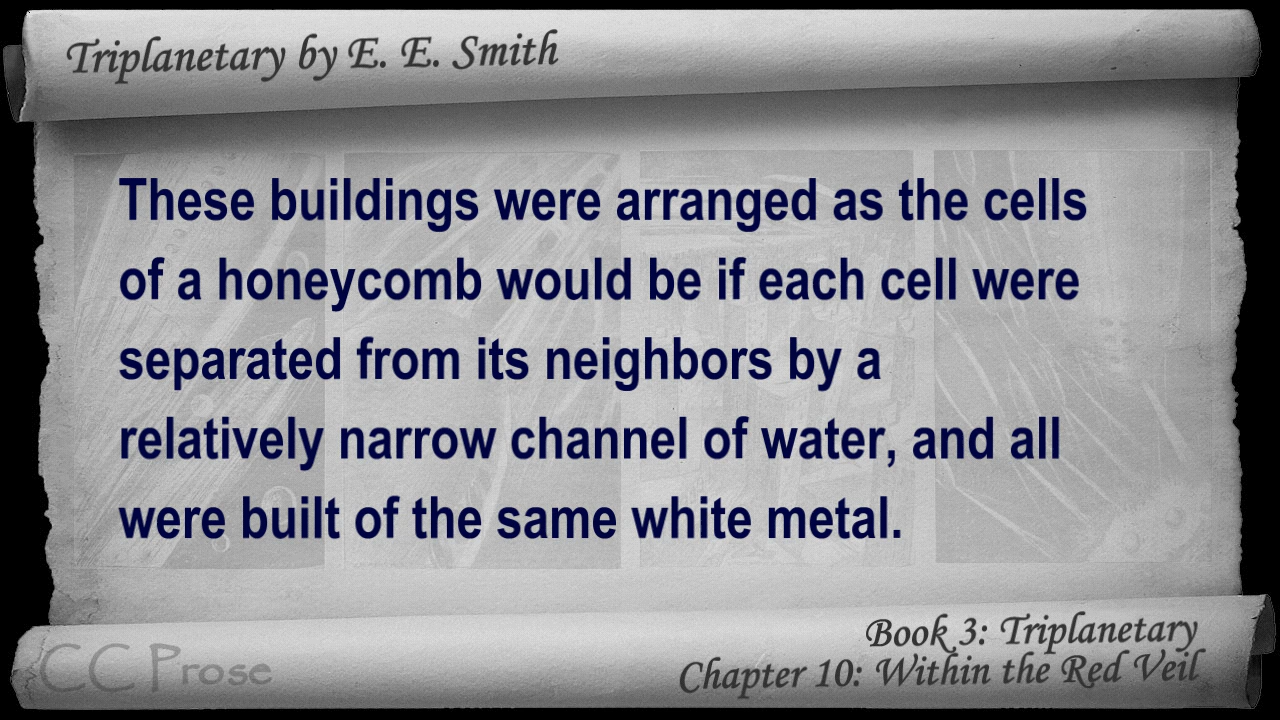 Triplanetary by E. E. Smith
These buildings were arranged as the cells
of a honeycomb would be if each cell were
separated from its neighbors by a
relatively narrow channel of water, and all
were built of the same white metal.
Book 3: Triplanetary
Chapter 10: Within the Red Veil
CC Prose